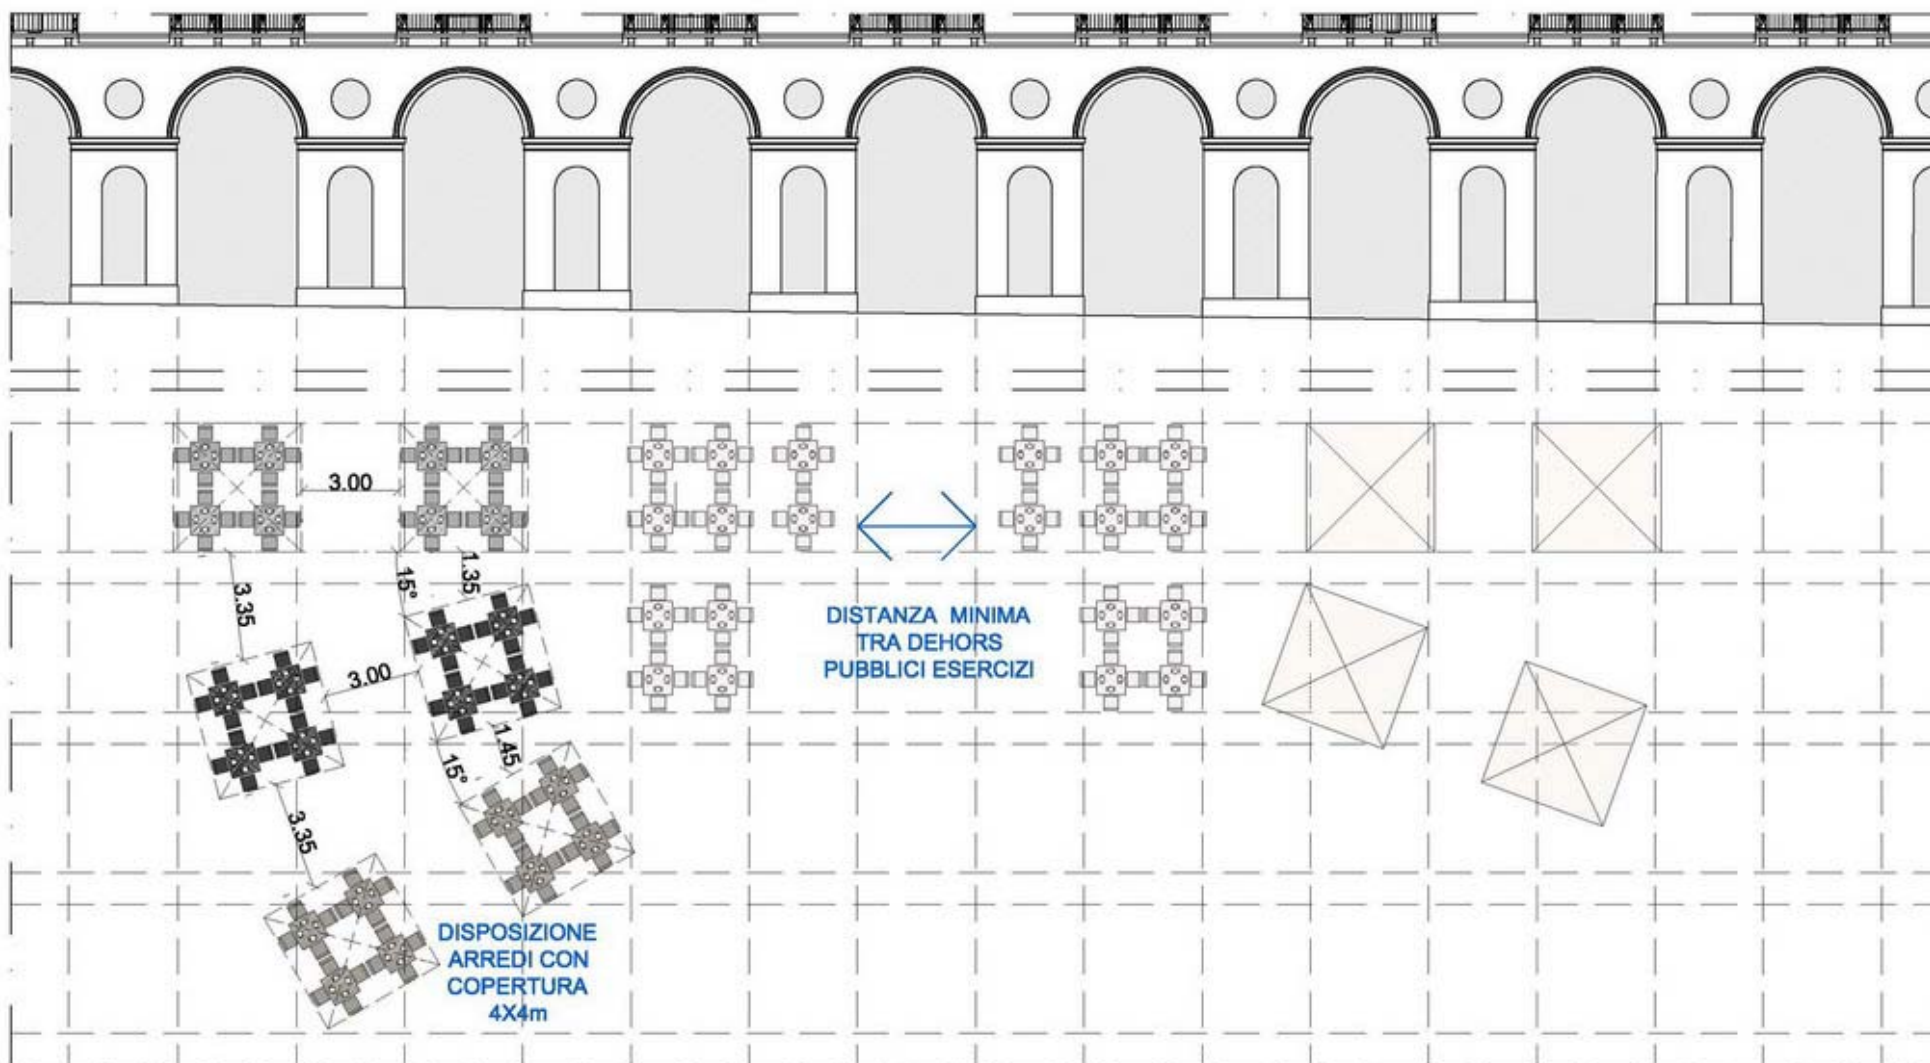 3.00
15°
1.35
3.35
3.00
DISTANZA MINIMA
TRA DEHORS
PUBBLICI ESERCIZI
15°
1.45
3.35
DISPOSIZIONE
ARREDI CON
COPERTURA
4X4m